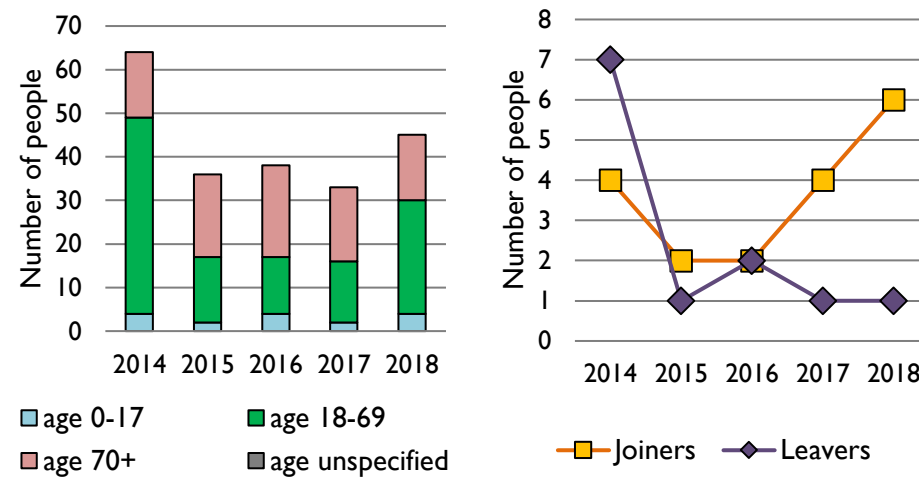 Number of people
70
60
50
40
30
20
10
0
2014 2015 2016 2017 2018
age 0-17 age 18-69
age 70+ age unspecified
Number of people
8
7
6
5
4
3
2
1
0
2014 2015 2016 2017 2018
Joiners Leavers